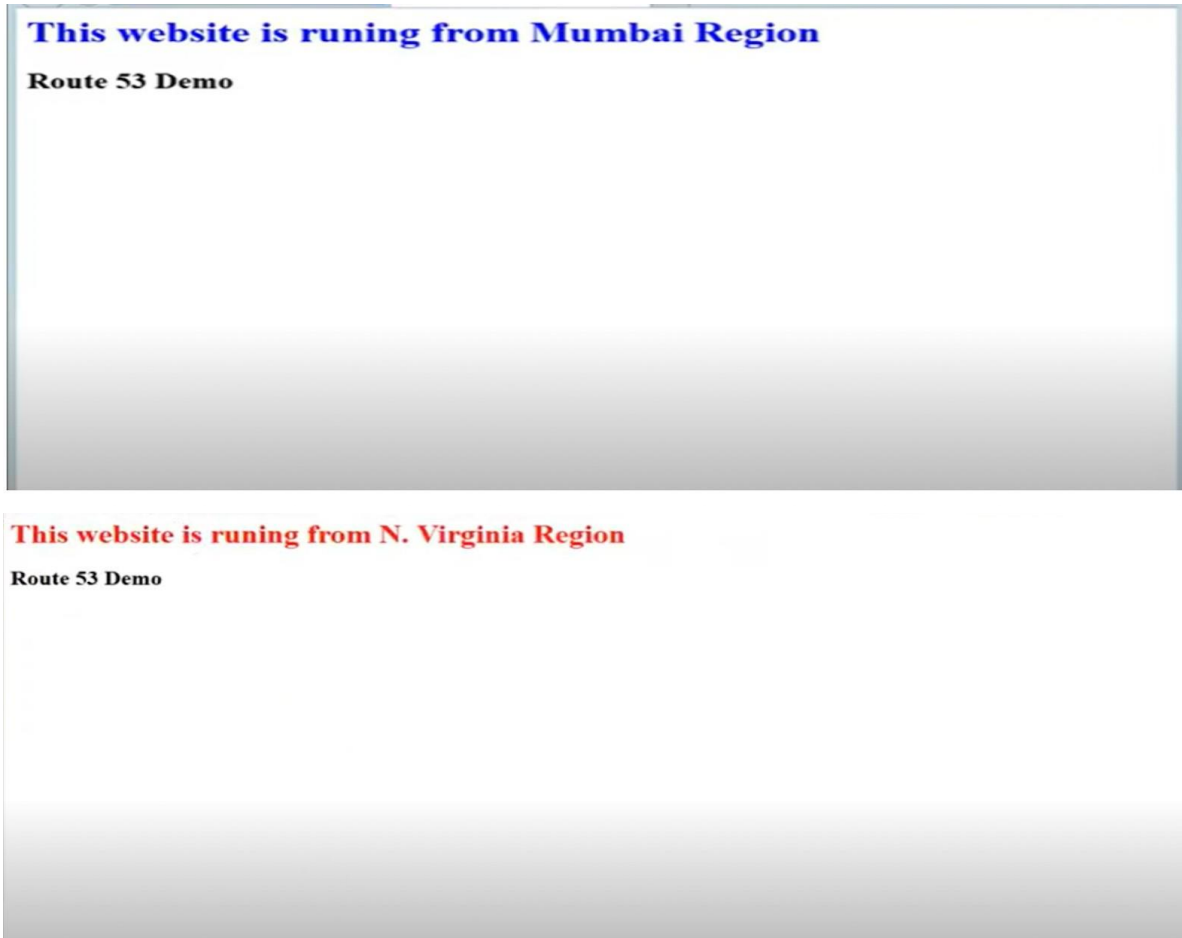 This website is runing from Mumbai Region
Route 53 Demo
This website is runing from N. Virginia Region
Route 53 Demo